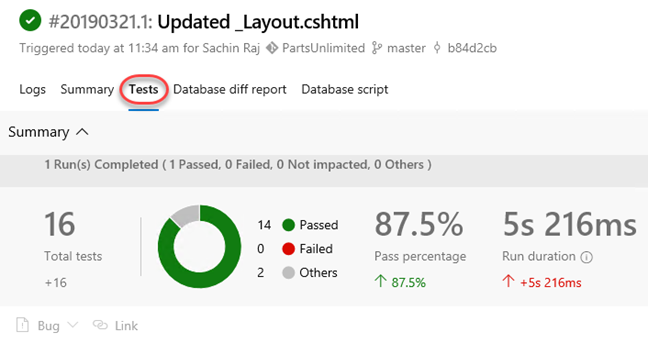 #20190321.1: Updated _Layout.cshtml
Triggered today at 11:34 am for Sachin Raj PartsUnlimited master b84d2cb
Logs Summary Tests Database diff report Database script
Summary
1 Run(s) Completed ( 1 Passed, 0 Failed, 0 Not impacted, 0 Others )
16
Total tests
+16
14 Passed
0 Failed
2 Others
87.5%
Pass percentage
87.5%
5s 216ms
Run duration
+5s 216ms
Bug Link